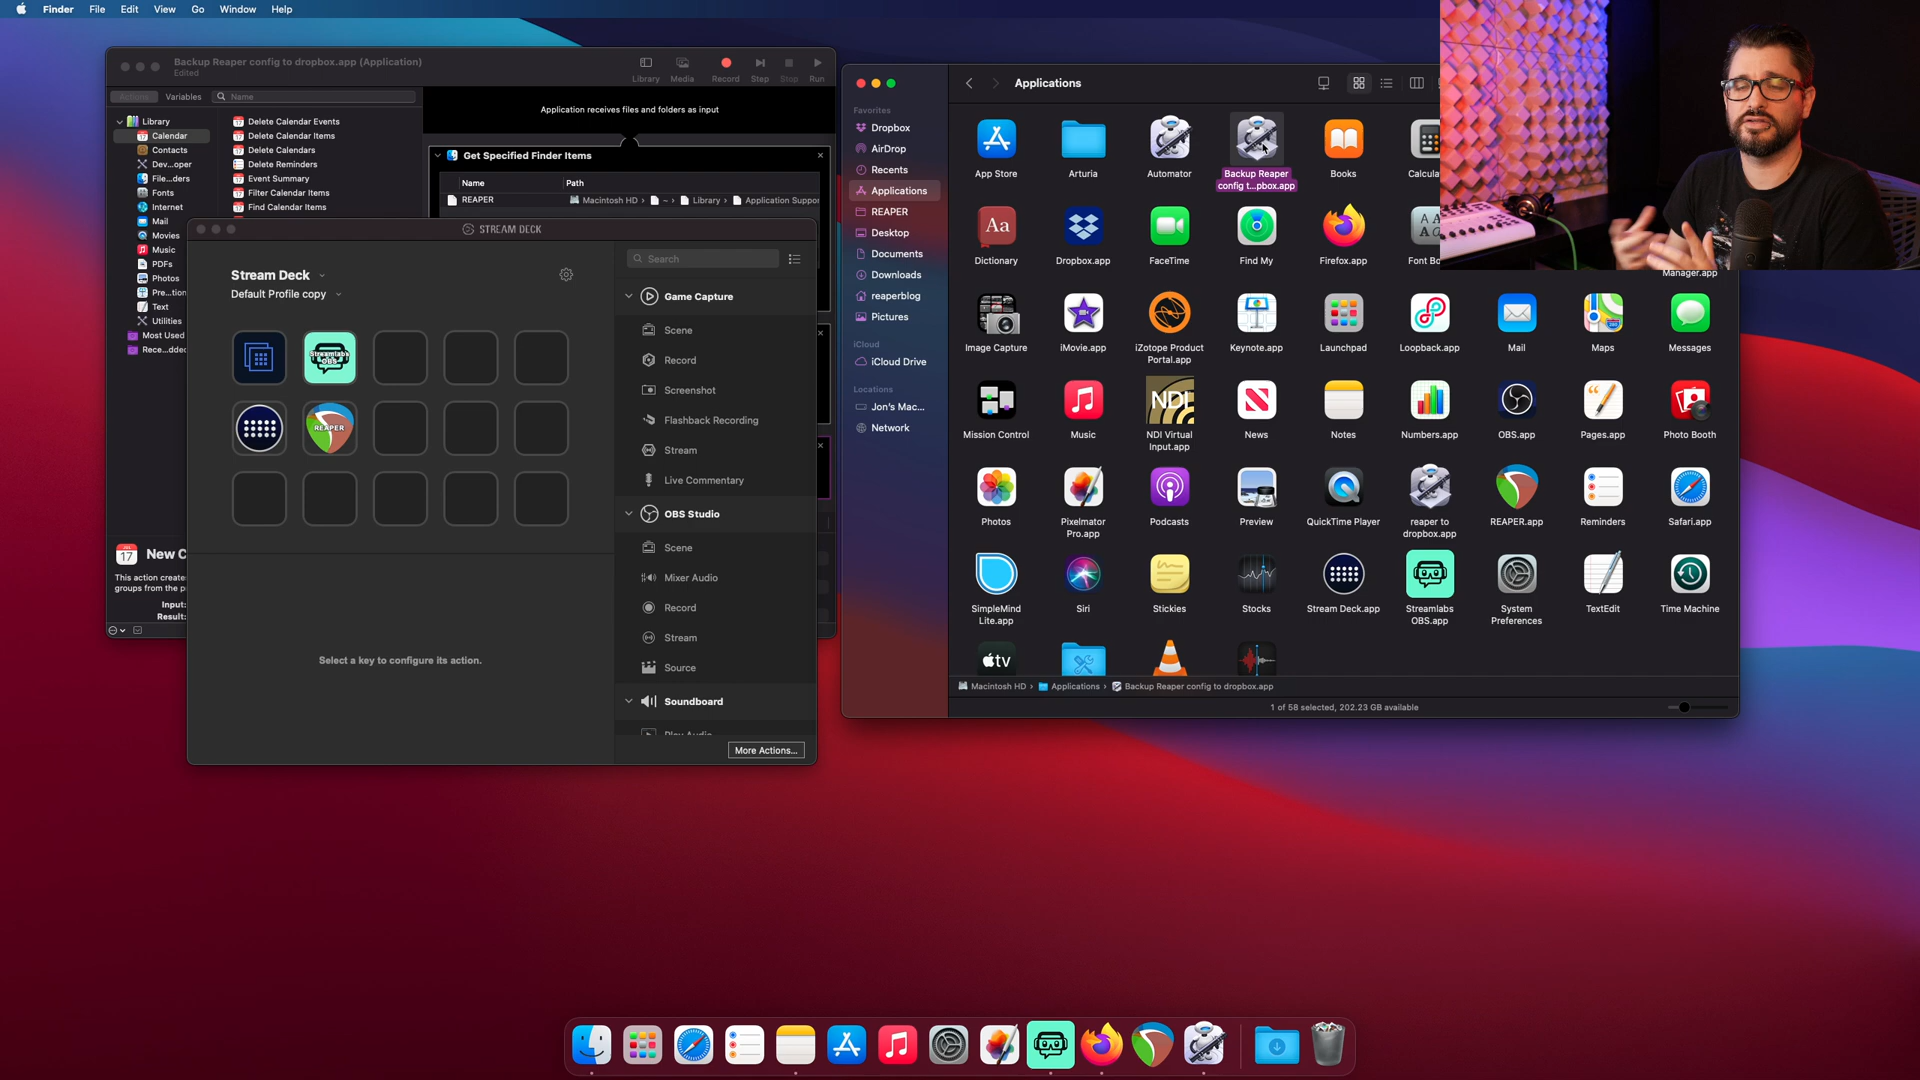 Finder File Edit View Go Window Help
Backup Reaper config to dropbox.app (Application)
Edited
Library Media Record Step Stop Run
Actions Variables Name
Library
Calendar
Contacts
Dev...oper
File...ders
Fonts
Internet
Mail
Movies
Music
PDFs
Photos
Pre...tion
Text
Utilities
Most Used
Rece...dded
Delete Calendar Events
Delete Calendar Items
Delete Calendars
Delete Reminders
Event Summary
Filter Calendar Items
Find Calendar Items
Application receives files and folders as input
Get Specified Finder Items
Name Path
REAPER Macintosh HD › ~ › Library › Application Suppor
17 New C
This action create
groups from the p
Input:
Result:
STREAM DECK
Stream Deck
Default Profile copy
Streamlabs
OBS
REAPER
Select a key to configure its action.
Search
Game Capture
Scene
Record
Screenshot
Flashback Recording
Stream
Live Commentary
OBS Studio
Scene
Mixer Audio
Record
Stream
Source
Soundboard
Play Audio
More Actions...
Applications
Favorites
Dropbox
AirDrop
Recents
Applications
REAPER
Desktop
Documents
Downloads
reaperblog
Pictures
iCloud
iCloud Drive
Locations
Jon's Mac...
Network
App Store
Arturia
Automator
Backup Reaper
config t...pbox.app
Books
Calcula
Aa
Dictionary
Dropbox.app
FaceTime
Find My
Firefox.app
Font Bo
Manager.app
Image Capture
iMovie.app
iZotope Product
Portal.app
Keynote.app
Launchpad
Loopback.app
Mail
Maps
Messages
Mission Control
Music
NDI
NDI Virtual
Input.app
News
Notes
Numbers.app
OBS.app
Pages.app
Photo Booth
Photos
Pixelmator
Pro.app
Podcasts
Preview
QuickTime Player
reaper to
dropbox.app
REAPER.app
Reminders
Safari.app
SimpleMind
Lite.app
Siri
Stickies
Stocks
Stream Deck.app
Streamlabs
OBS.app
System
Preferences
TextEdit
Time Machine
tv
Macintosh HD › Applications › Backup Reaper config to dropbox.app
1 of 58 selected, 202.23 GB available